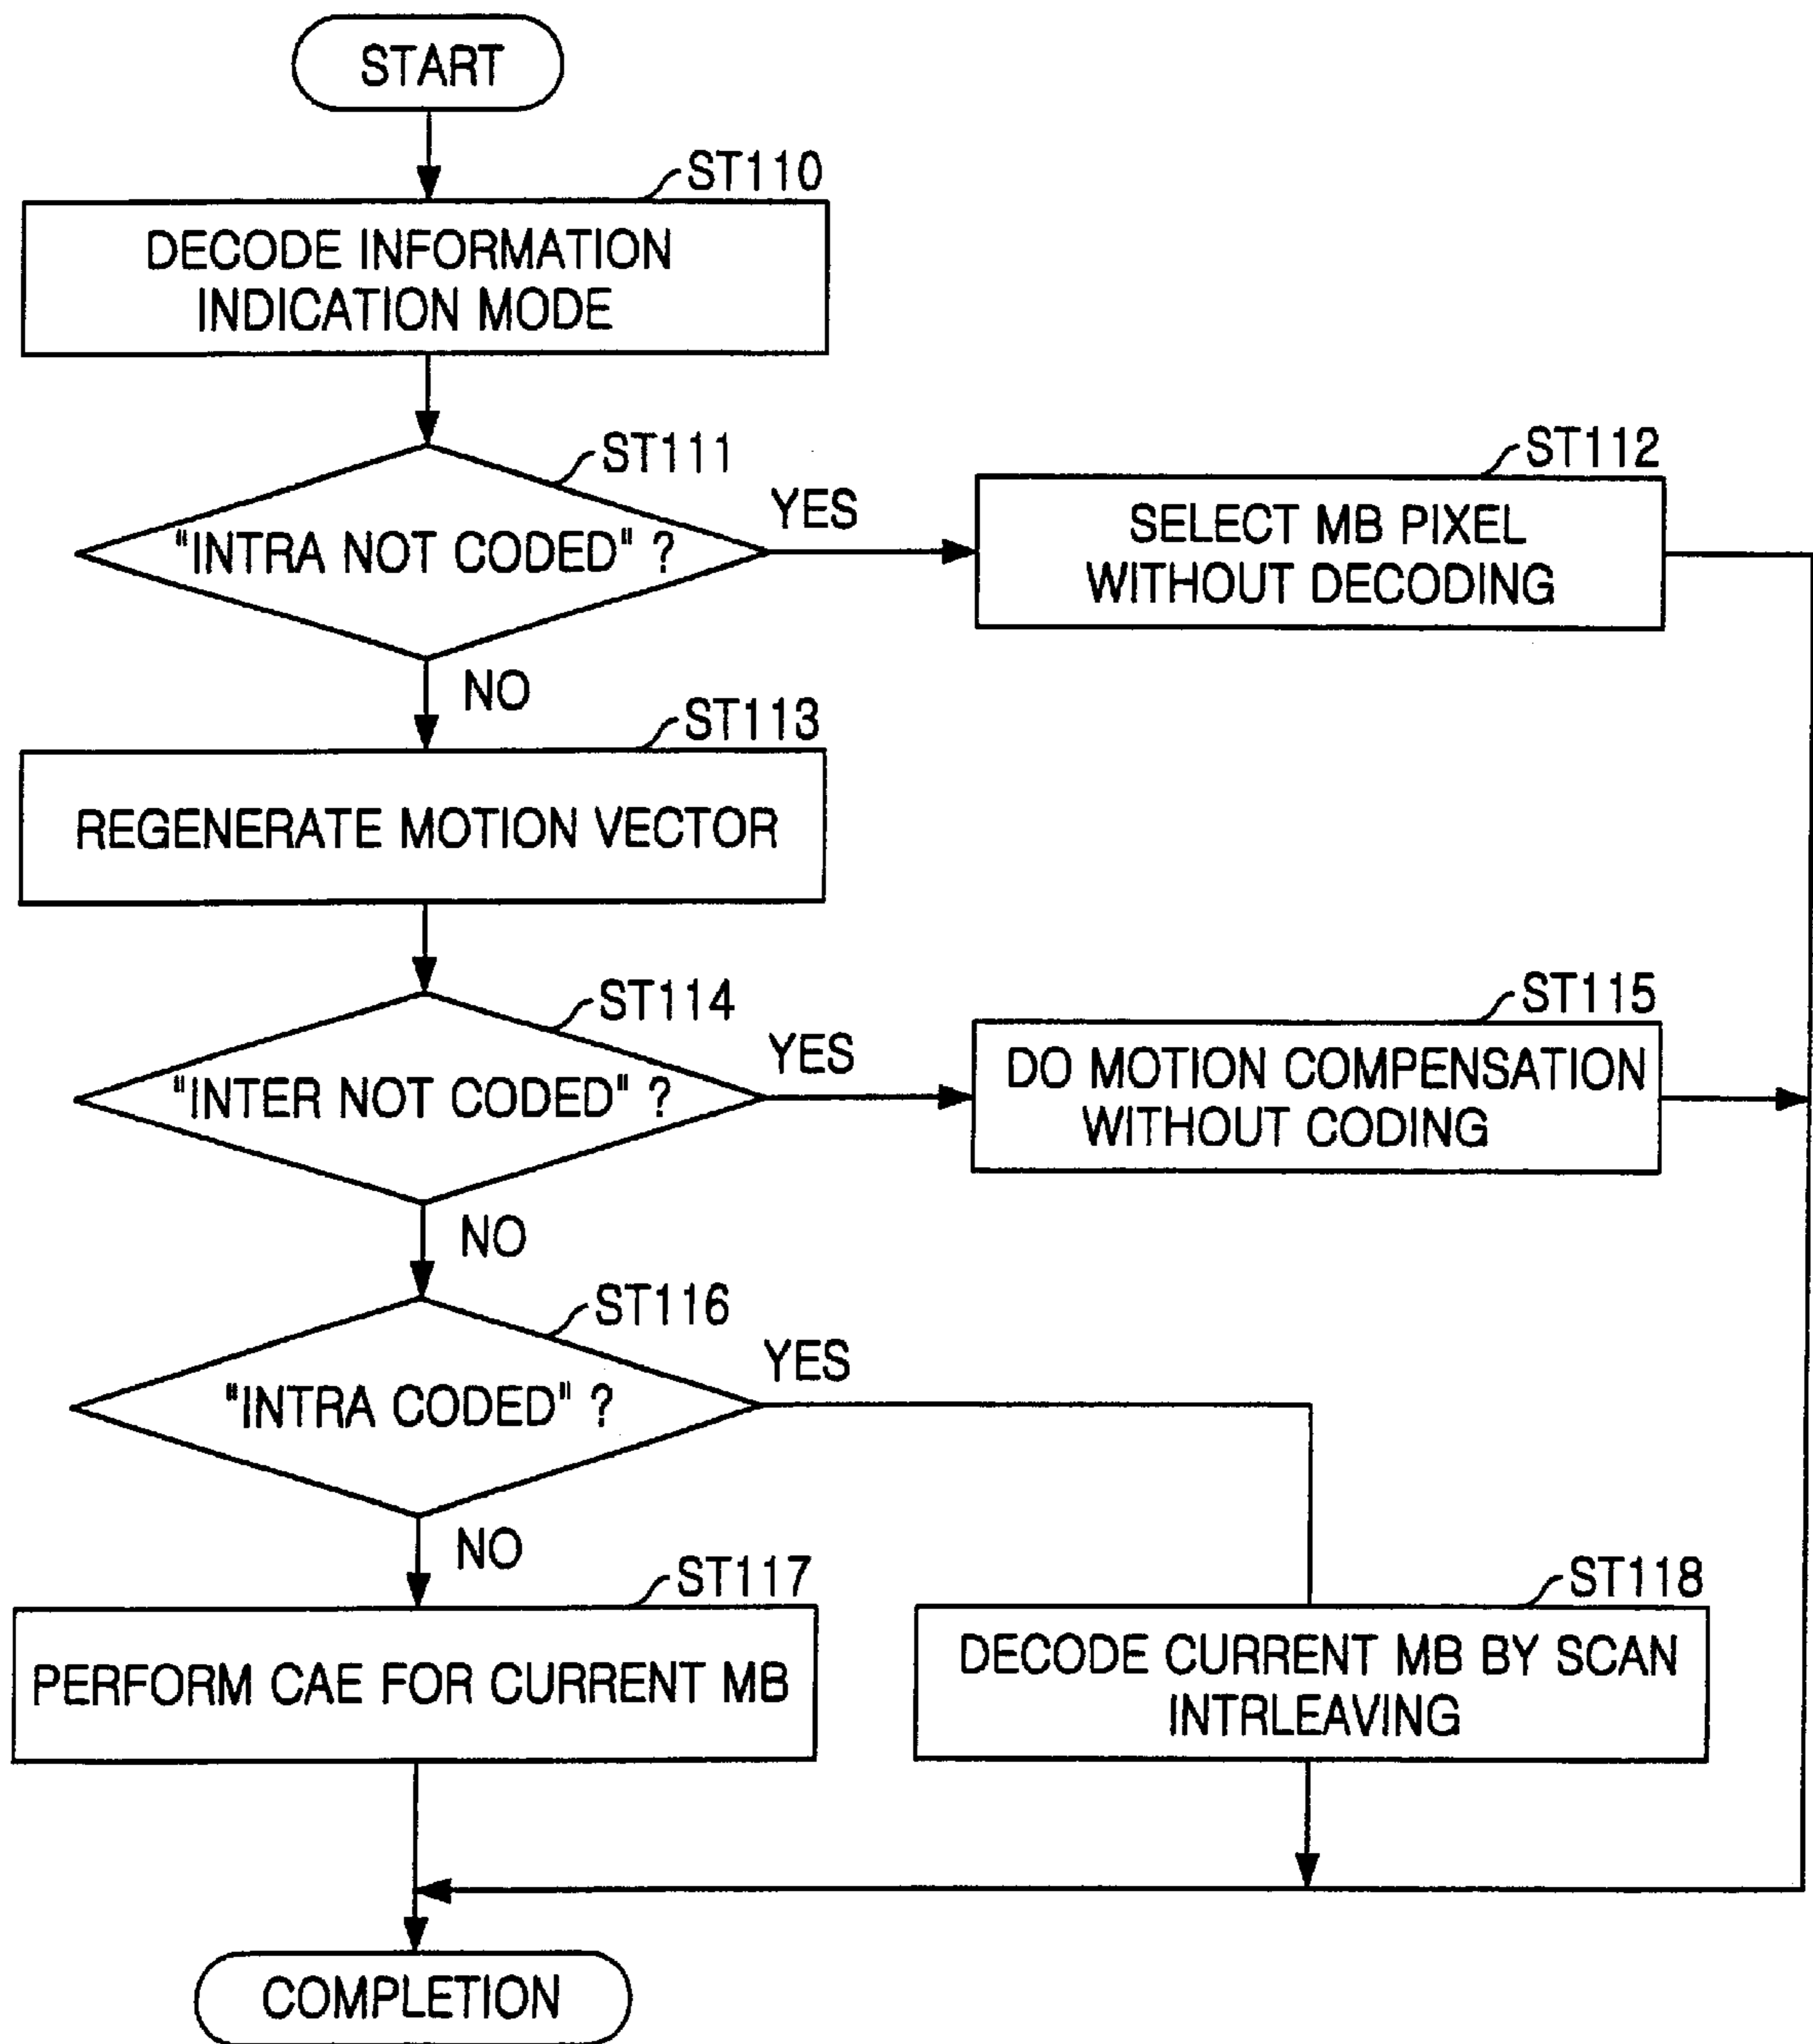 START
ST110
DECODE INFORMATION
INDICATION MODE
ST111
"INTRA NOT CODED" ?
YES
ST112
SELECT MB PIXEL
WITHOUT DECODING
NO
ST113
REGENERATE MOTION VECTOR
ST114
"INTER NOT CODED" ?
YES
ST115
DO MOTION COMPENSATION
WITHOUT CODING
NO
ST116
"INTRA CODED" ?
YES
NO
ST117
PERFORM CAE FOR CURRENT MB
ST118
DECODE CURRENT MB BY SCAN
INTRLEAVING
COMPLETION